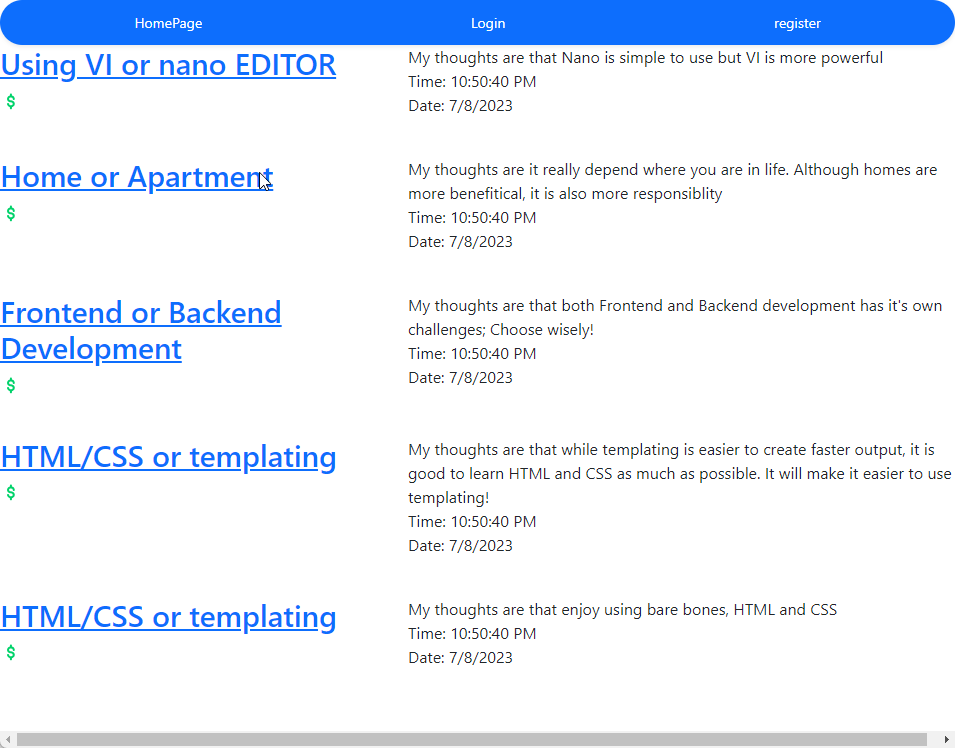 HomePage Login register
Using VI or nano EDITOR
$
My thoughts are that Nano is simple to use but VI is more powerful
Time: 10:50:40 PM
Date: 7/8/2023
Home or Apartment
$
My thoughts are it really depend where you are in life. Although homes are
more benefitical, it is also more responsiblity
Time: 10:50:40 PM
Date: 7/8/2023
Frontend or Backend
Development
$
My thoughts are that both Frontend and Backend development has it's own
challenges; Choose wisely!
Time: 10:50:40 PM
Date: 7/8/2023
HTML/CSS or templating
$
My thoughts are that while templating is easier to create faster output, it is
good to learn HTML and CSS as much as possible. It will make it easier to use
templating!
Time: 10:50:40 PM
Date: 7/8/2023
HTML/CSS or templating
$
My thoughts are that enjoy using bare bones, HTML and CSS
Time: 10:50:40 PM
Date: 7/8/2023